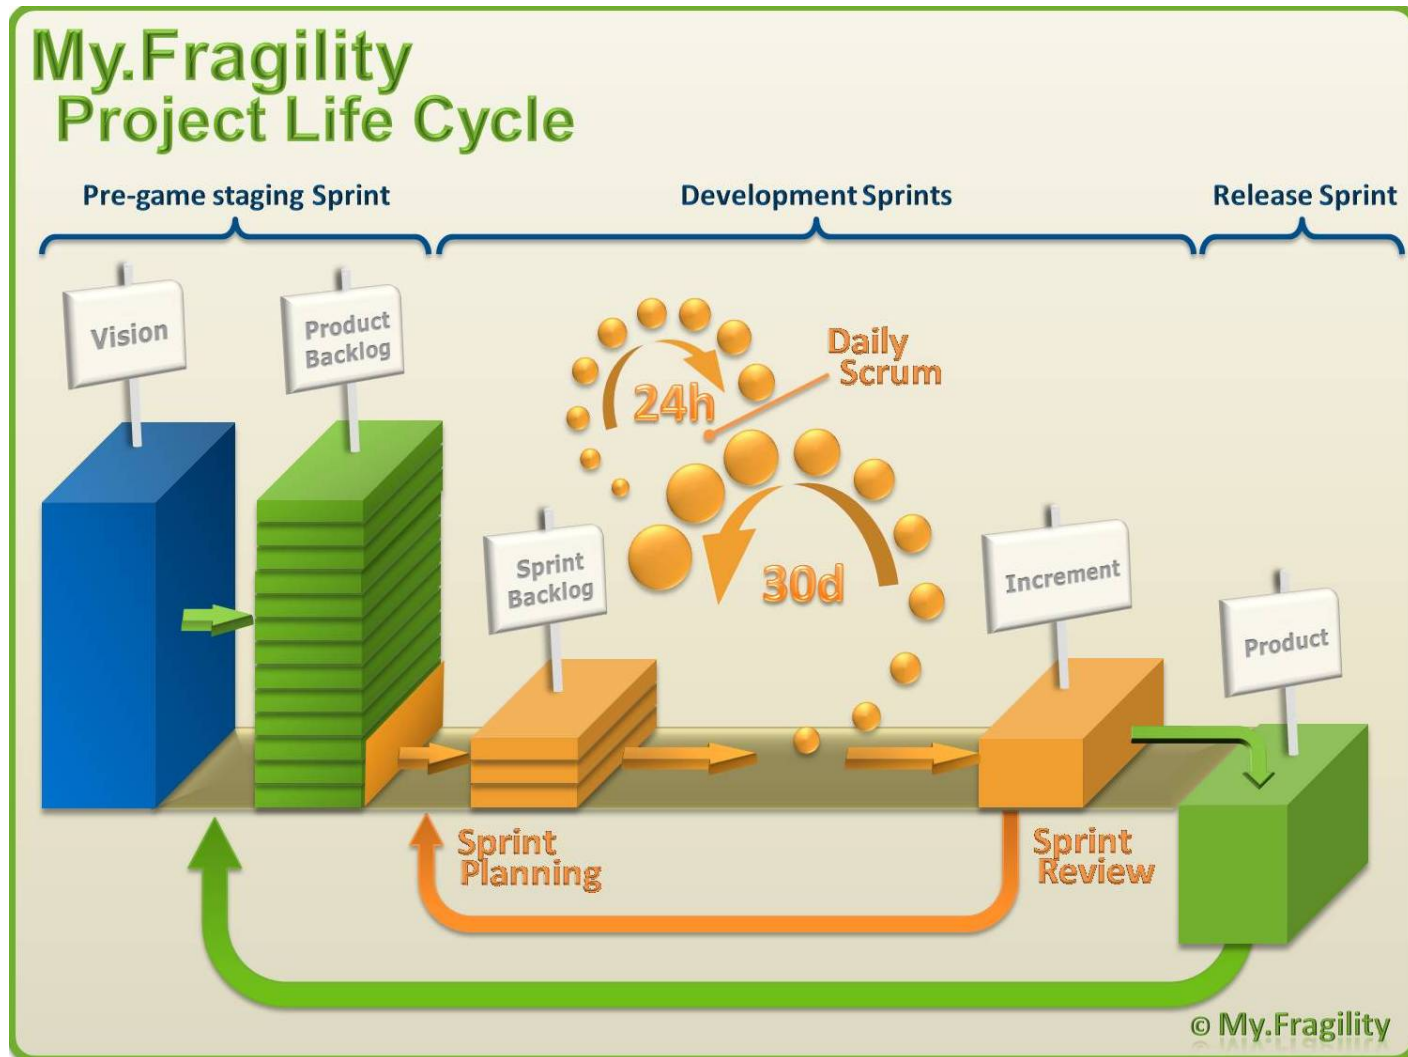 My.Fragility
Project Life Cycle
Pre-game staging Sprint
Development Sprints
Release Sprint
Vision
Product
Backlog
Daily
Scrum
24h
Sprint
Backlog
30d
Increment
Product
Sprint
Planning
Sprint
Review
© My.Fragility